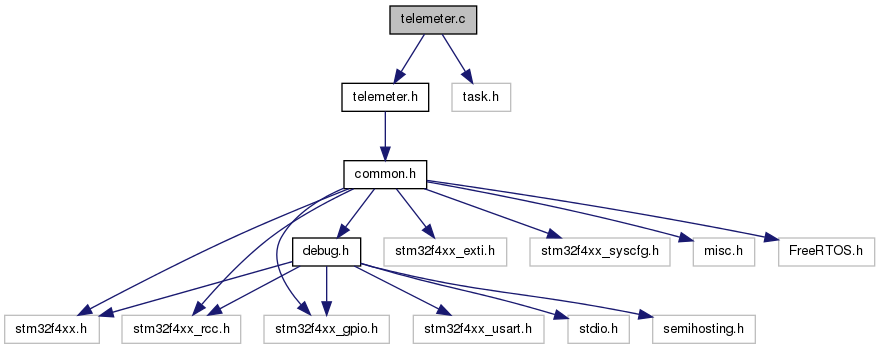 telemeter.c
telemeter.h
task.h
common.h
debug.h
stm32f4xx_exti.h
stm32f4xx_syscfg.h
misc.h
FreeRTOS.h
stm32f4xx.h
stm32f4xx_rcc.h
stm32f4xx_gpio.h
stm32f4xx_usart.h
stdio.h
semihosting.h